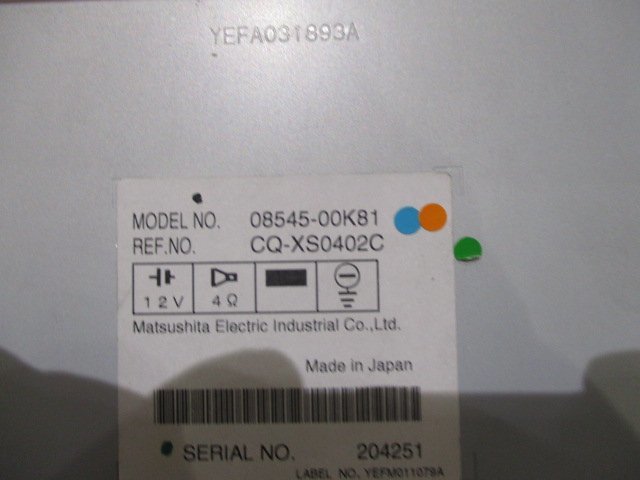 YEFA031893A
MODEL NO. 08545-00K81
REF.NO. CQ-XS0402C
12V 4Ω
Matsushita Electric Industrial Co.,Ltd.
Made in Japan
SERIAL NO. 204251
LABEL NO. YEFM011079A